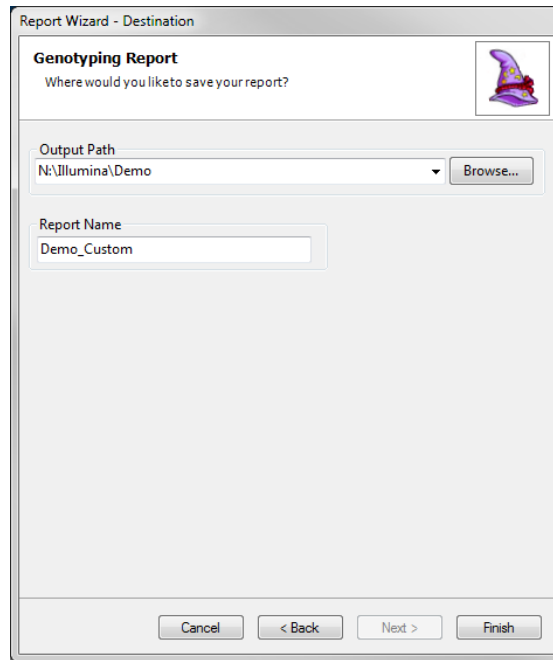 Report Wizard - Destination
Genotyping Report
Where would you liketo save your report?
Output Path
N:\Illumina\Demo
Browse...
Report Name
Demo_Custom
Cancel
< Back
Next >
Finish